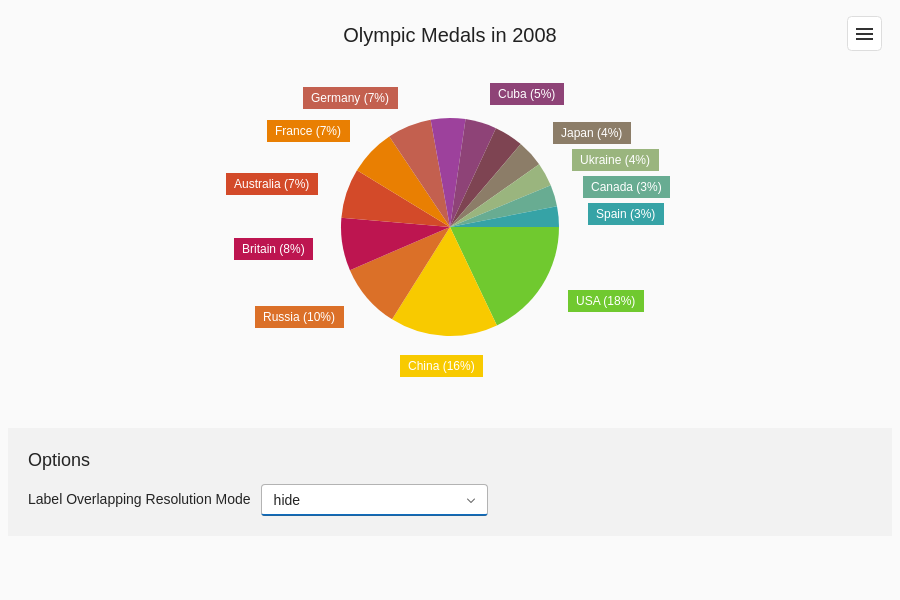 Olympic Medals in 2008
Germany (7%)
Cuba (5%)
France (7%)
Japan (4%)
Ukraine (4%)
Australia (7%)
Canada (3%)
Spain (3%)
Britain (8%)
USA (18%)
Russia (10%)
China (16%)
Options
Label Overlapping Resolution Mode
hide